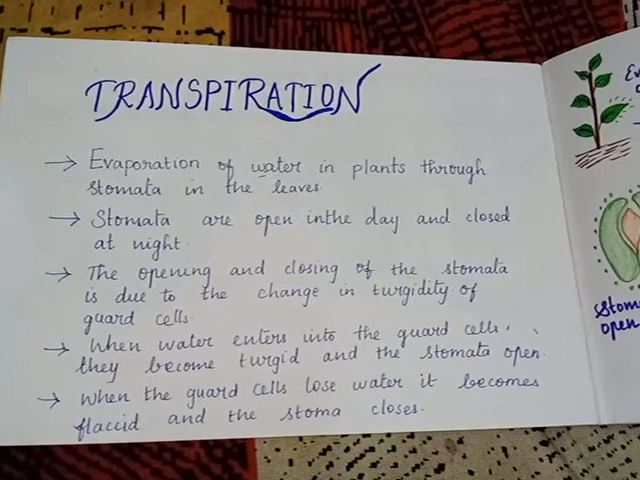 TRANSPIRATION
→ Evaporation of water in plants through
stomata in the leaves.
→ Stomata are open in the day and closed
at night.
→ The opening and closing of the stomata
is due to the change in turgidity of
guard cells.
→ When water enters into the guard cells,
they become turgid and the stomata open.
→ When the guard cells lose water it becomes
flaccid and the stoma closes.
open